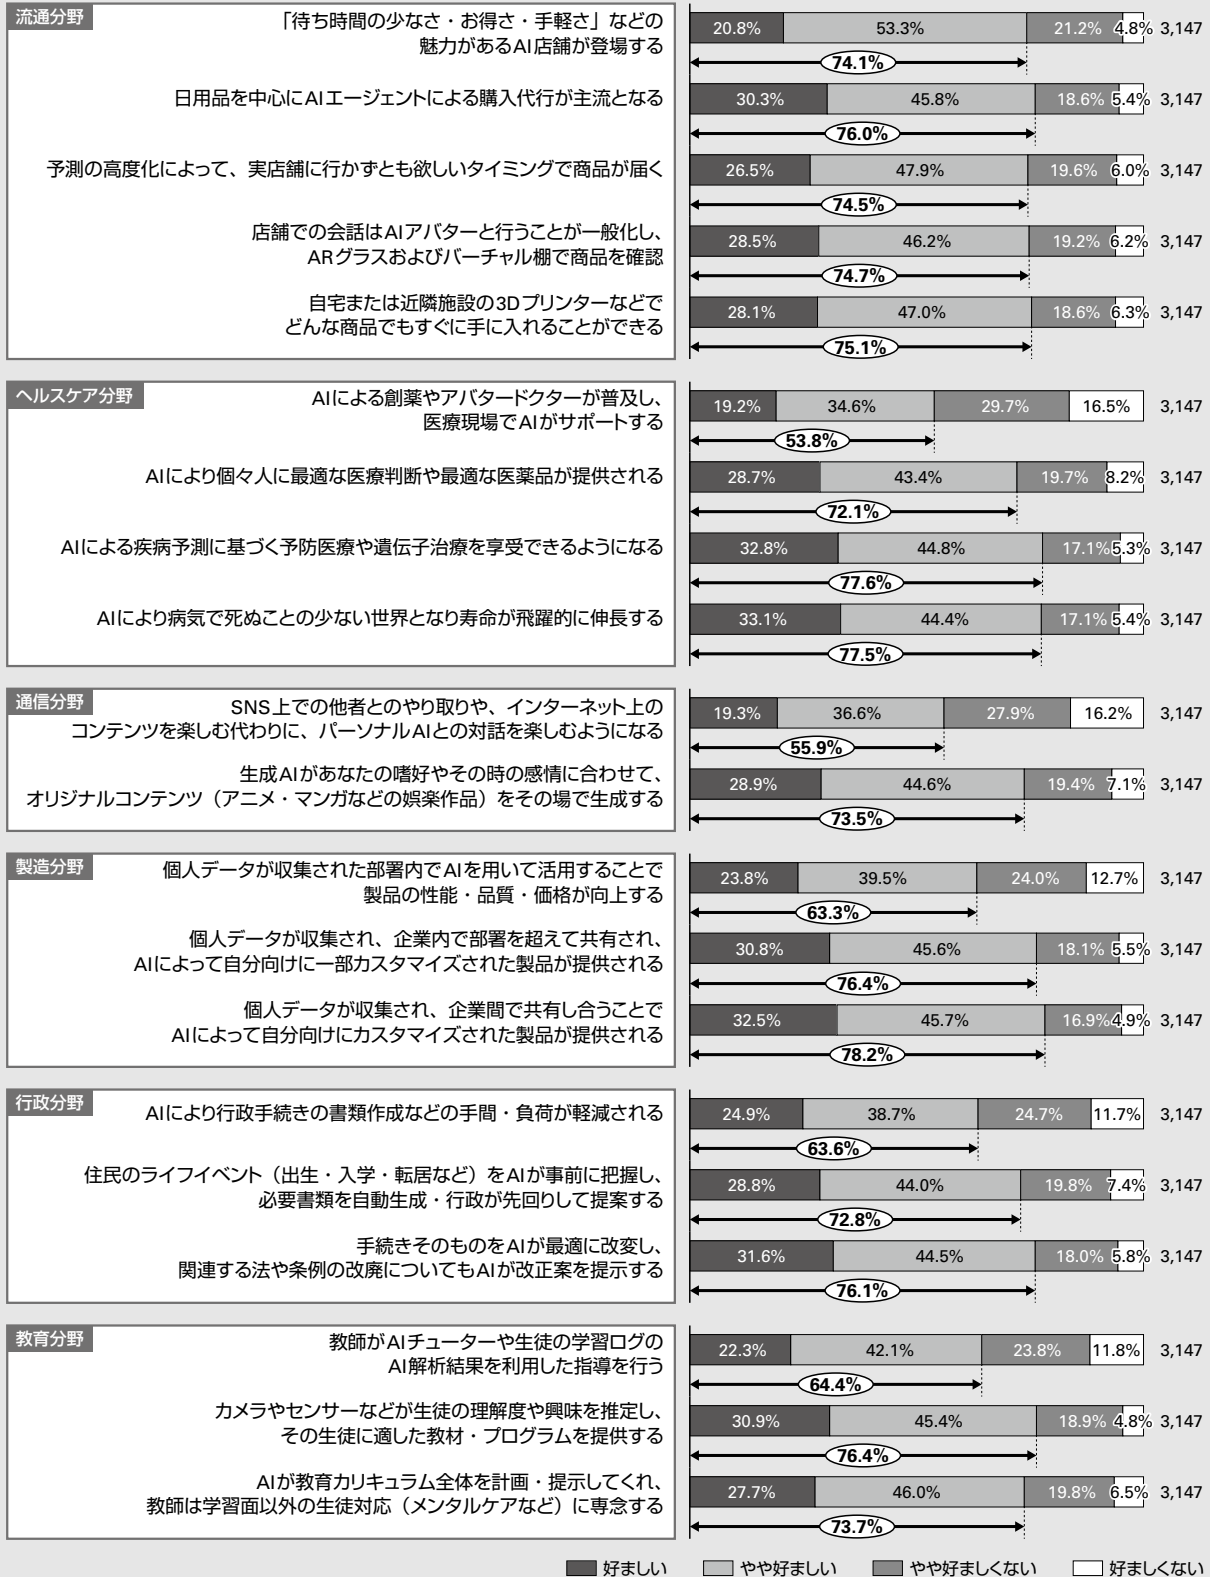 流通分野
「待ち時間の少なさ・お得さ・手軽さ」などの
魅力があるAI店舗が登場する
20.8% 53.3% 21.2% 4.8% 3,147
74.1%
日用品を中心にAIエージェントによる購入代行が主流となる
30.3% 45.8% 18.6% 5.4% 3,147
76.0%
予測の高度化によって、実店舗に行かずとも欲しいタイミングで商品が届く
26.5% 47.9% 19.6% 6.0% 3,147
74.5%
店舗での会話はAIアバターと行うことが一般化し、
ARグラスおよびバーチャル棚で商品を確認
28.5% 46.2% 19.2% 6.2% 3,147
74.7%
自宅または近隣施設の3Dプリンターなどで
どんな商品でもすぐに手に入れることができる
28.1% 47.0% 18.6% 6.3% 3,147
75.1%
ヘルスケア分野
AIによる創薬やアバタードクターが普及し、
医療現場でAIがサポートする
19.2% 34.6% 29.7% 16.5% 3,147
53.8%
AIにより個々人に最適な医療判断や最適な医薬品が提供される
28.7% 43.4% 19.7% 8.2% 3,147
72.1%
AIによる疾病予測に基づく予防医療や遺伝子治療を享受できるようになる
32.8% 44.8% 17.1% 5.3% 3,147
77.6%
AIにより病気で死ぬことの少ない世界となり寿命が飛躍的に伸長する
33.1% 44.4% 17.1% 5.4% 3,147
77.5%
通信分野
SNS上での他者とのやり取りや、インターネット上の
コンテンツを楽しむ代わりに、パーソナルAIとの対話を楽しむようになる
19.3% 36.6% 27.9% 16.2% 3,147
55.9%
生成AIがあなたの嗜好やその時の感情に合わせて、
オリジナルコンテンツ（アニメ・マンガなどの娯楽作品）をその場で生成する
28.9% 44.6% 19.4% 7.1% 3,147
73.5%
製造分野
個人データが収集された部署内でAIを用いて活用することで
製品の性能・品質・価格が向上する
23.8% 39.5% 24.0% 12.7% 3,147
63.3%
個人データが収集され、企業内で部署を超えて共有され、
AIによって自分向けに一部カスタマイズされた製品が提供される
30.8% 45.6% 18.1% 5.5% 3,147
76.4%
個人データが収集され、企業間で共有し合うことで
AIによって自分向けにカスタマイズされた製品が提供される
32.5% 45.7% 16.9% 4.9% 3,147
78.2%
行政分野
AIにより行政手続きの書類作成などの手間・負荷が軽減される
24.9% 38.7% 24.7% 11.7% 3,147
63.6%
住民のライフイベント（出生・入学・転居など）をAIが事前に把握し、
必要書類を自動生成・行政が先回りして提案する
28.8% 44.0% 19.8% 7.4% 3,147
72.8%
手続きそのものをAIが最適に改変し、
関連する法や条例の改廃についてもAIが改正案を提示する
31.6% 44.5% 18.0% 5.8% 3,147
76.1%
教育分野
教師がAIチューターや生徒の学習ログの
AI解析結果を利用した指導を行う
22.3% 42.1% 23.8% 11.8% 3,147
64.4%
カメラやセンサーなどが生徒の理解度や興味を推定し、
その生徒に適した教材・プログラムを提供する
30.9% 45.4% 18.9% 4.8% 3,147
76.4%
AIが教育カリキュラム全体を計画・提示してくれ、
教師は学習面以外の生徒対応（メンタルケアなど）に専念する
27.7% 46.0% 19.8% 6.5% 3,147
73.7%
好ましい やや好ましい やや好ましくない 好ましくない